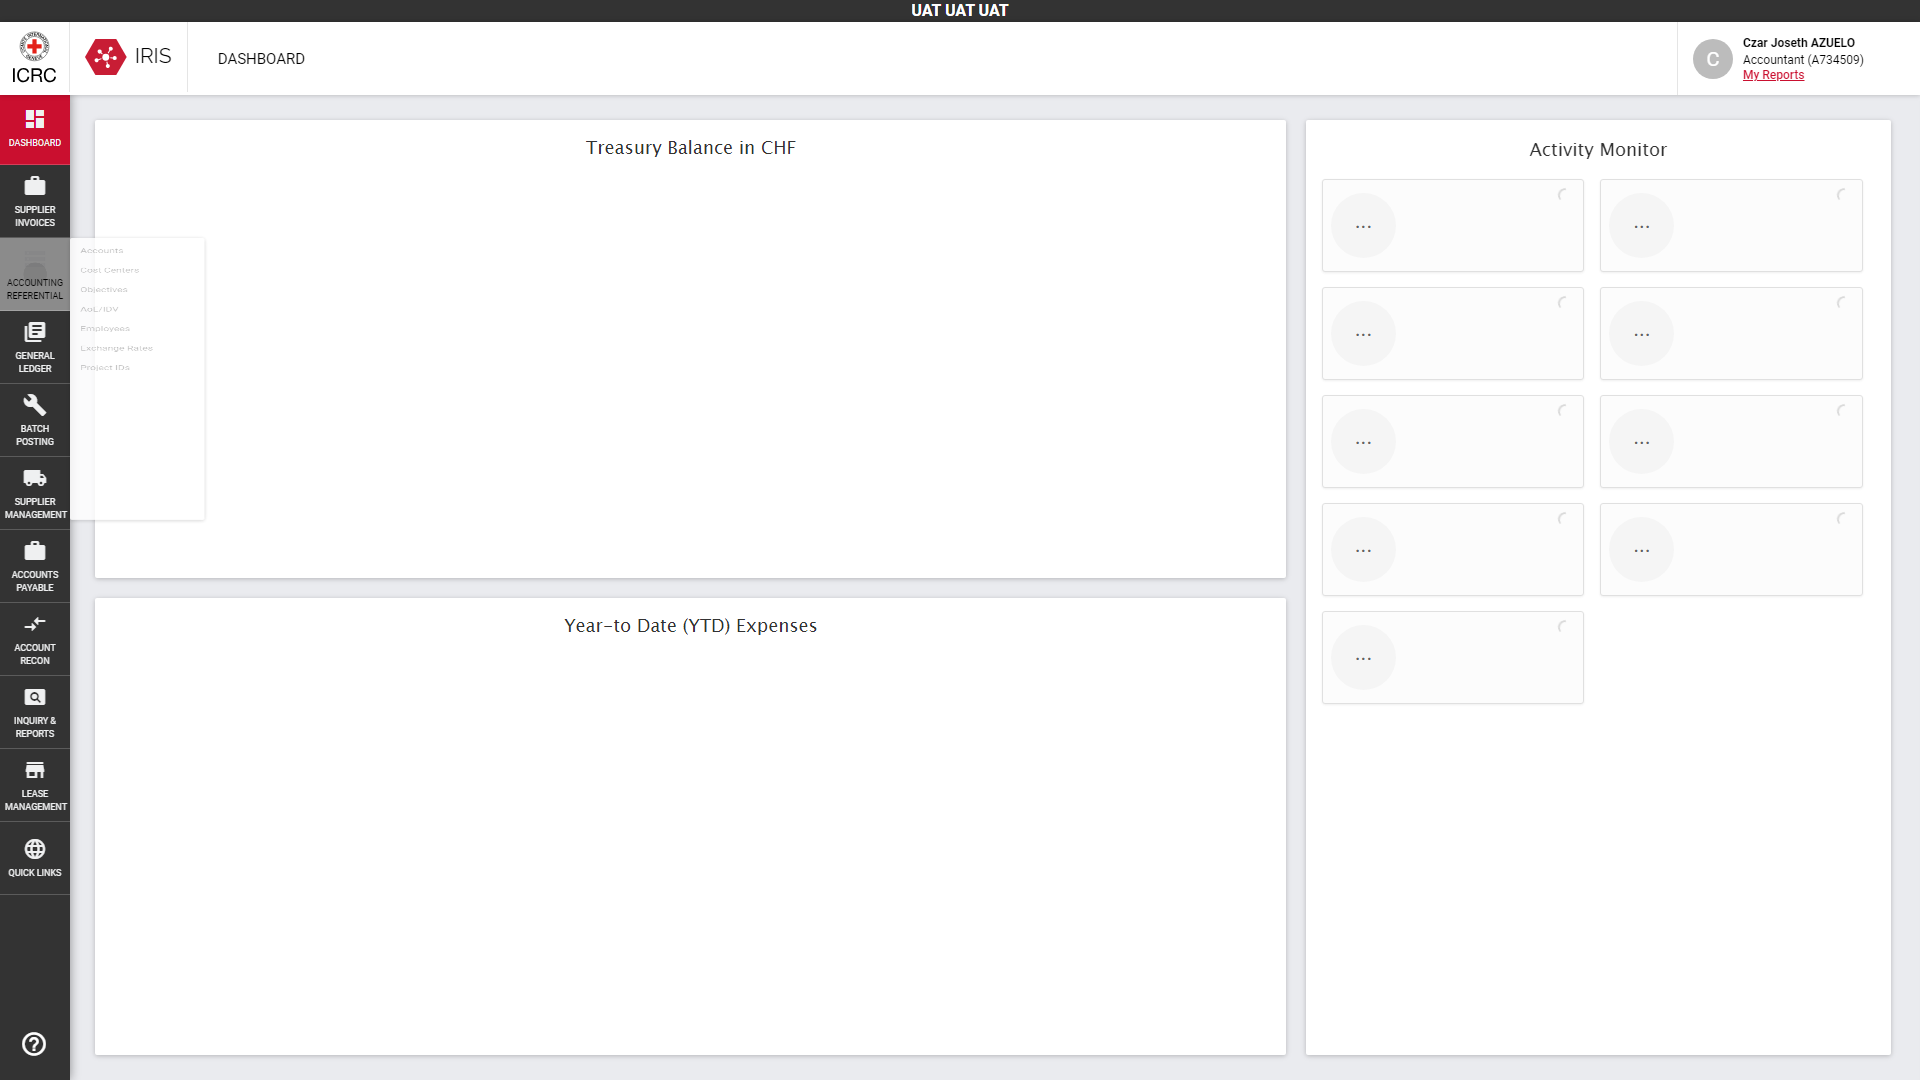 UAT UAT UAT
ICRC
IRIS
DASHBOARD
Czar Joseth AZUELO
Accountant (A734509)
My Reports
DASHBOARD
SUPPLIER
INVOICES
ACCOUNTING
REFERENTIAL
GENERAL
LEDGER
BATCH
POSTING
SUPPLIER
MANAGEMENT
ACCOUNTS
PAYABLE
ACCOUNT
RECON
INQUIRY &
REPORTS
LEASE
MANAGEMENT
QUICK LINKS
Accounts
Cost Centers
Objectives
AoL/IDV
Employees
Exchange Rates
Project IDs
Treasury Balance in CHF
Year-to Date (YTD) Expenses
Activity Monitor
C
...
...
...
...
...
...
...
...
...